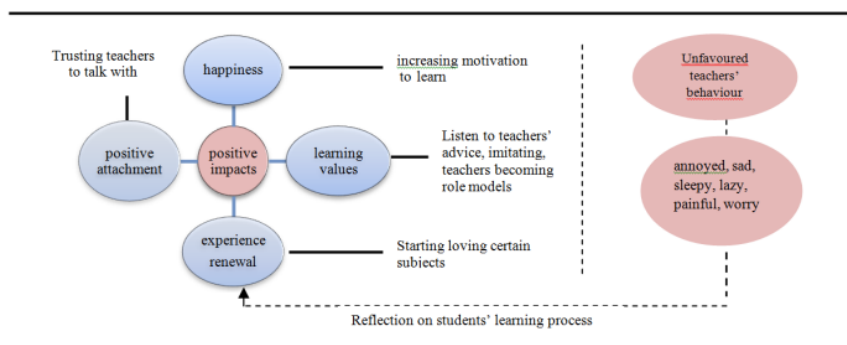 Trusting teachers
to talk with
happiness
increasing motivation
to learn
positive
attachment
positive
impacts
learning
values
Listen to teachers'
advice, imitating,
teachers becoming
role models
experience
renewal
Starting loving certain
subjects
Unfavoured
teachers'
behaviour
annoyed, sad,
sleepy, lazy,
painful, worry
Reflection on students' learning process